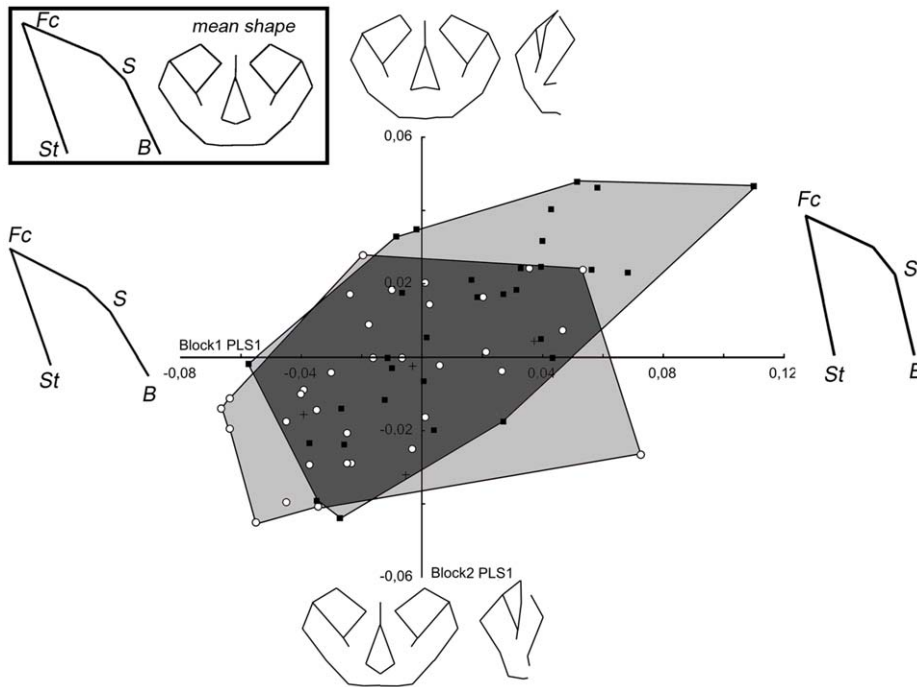 Fc
mean shape
S
St
B
0,06
Fc
S
St
B
0,02
Block1 PLS1
-0,08
-0,04
0,04
0,08
0,12
Fc
S
St
B
-0,02
-0,06
Block2 PLS1